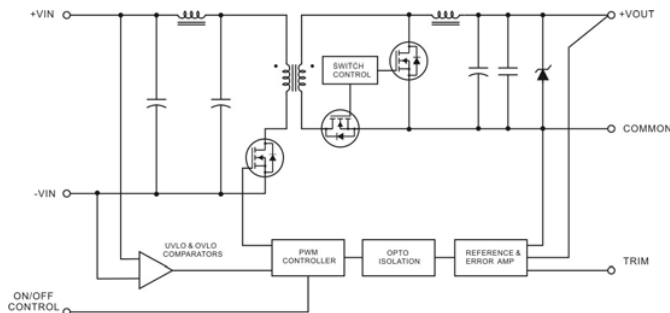 +VIN
+VOUT
SWITCH
CONTROL
COMMON
-VIN
UVLO & OVLO
COMPARATORS
PWM
CONTROLLER
OPTO
ISOLATION
REFERENCE &
ERROR AMP
TRIM
ON/OFF
CONTROL